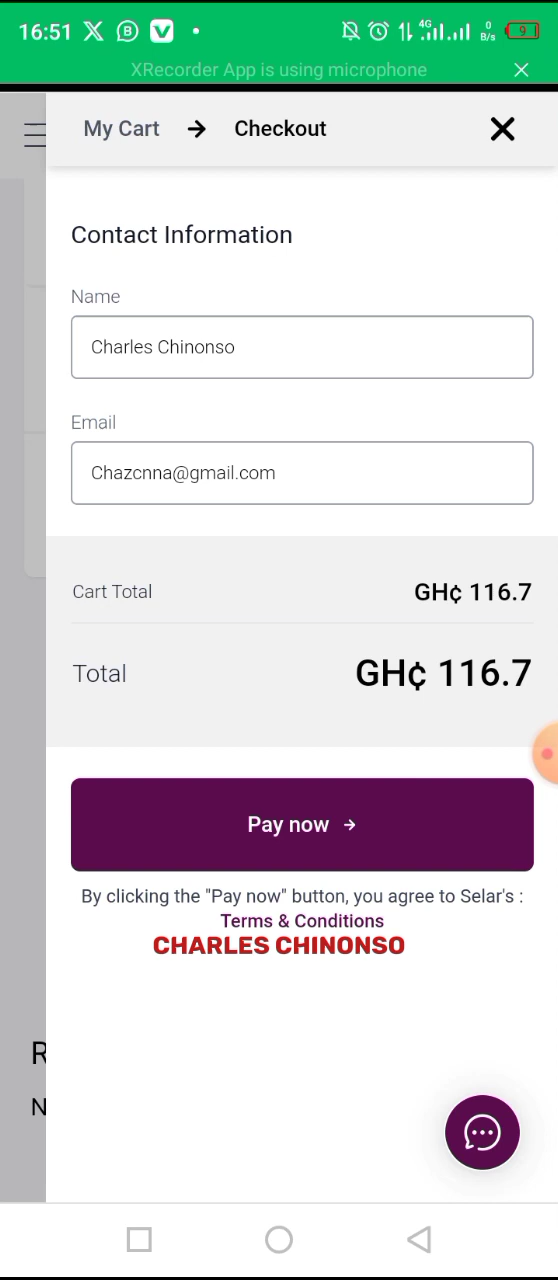 16:51
4G
0
B/s
9
XRecorder App is using microphone
My Cart → Checkout
Contact Information
Name
Charles Chinonso
Email
Chazcnna@gmail.com
Cart Total GH¢ 116.7
Total GH¢ 116.7
Pay now →
By clicking the "Pay now" button, you agree to Selar's :
Terms & Conditions
CHARLES CHINONSO
R
N